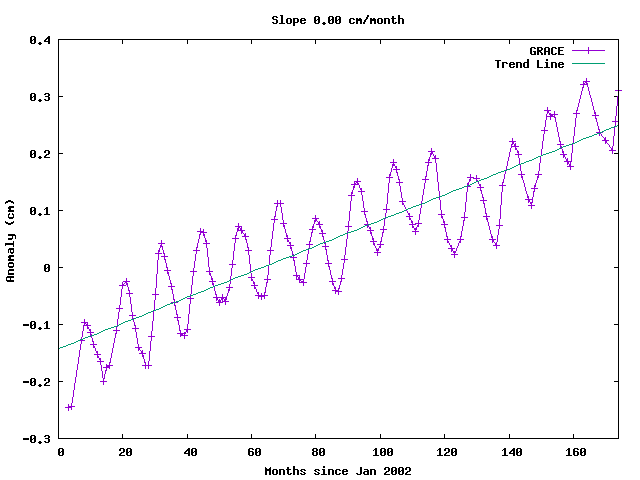 Slope 0.00 cm/month
GRACE
Trend Line
0.4
0.3
0.2
0.1
0
-0.1
-0.2
-0.3
Anomaly (cm)
0 20 40 60 80 100 120 140 160
Months since Jan 2002